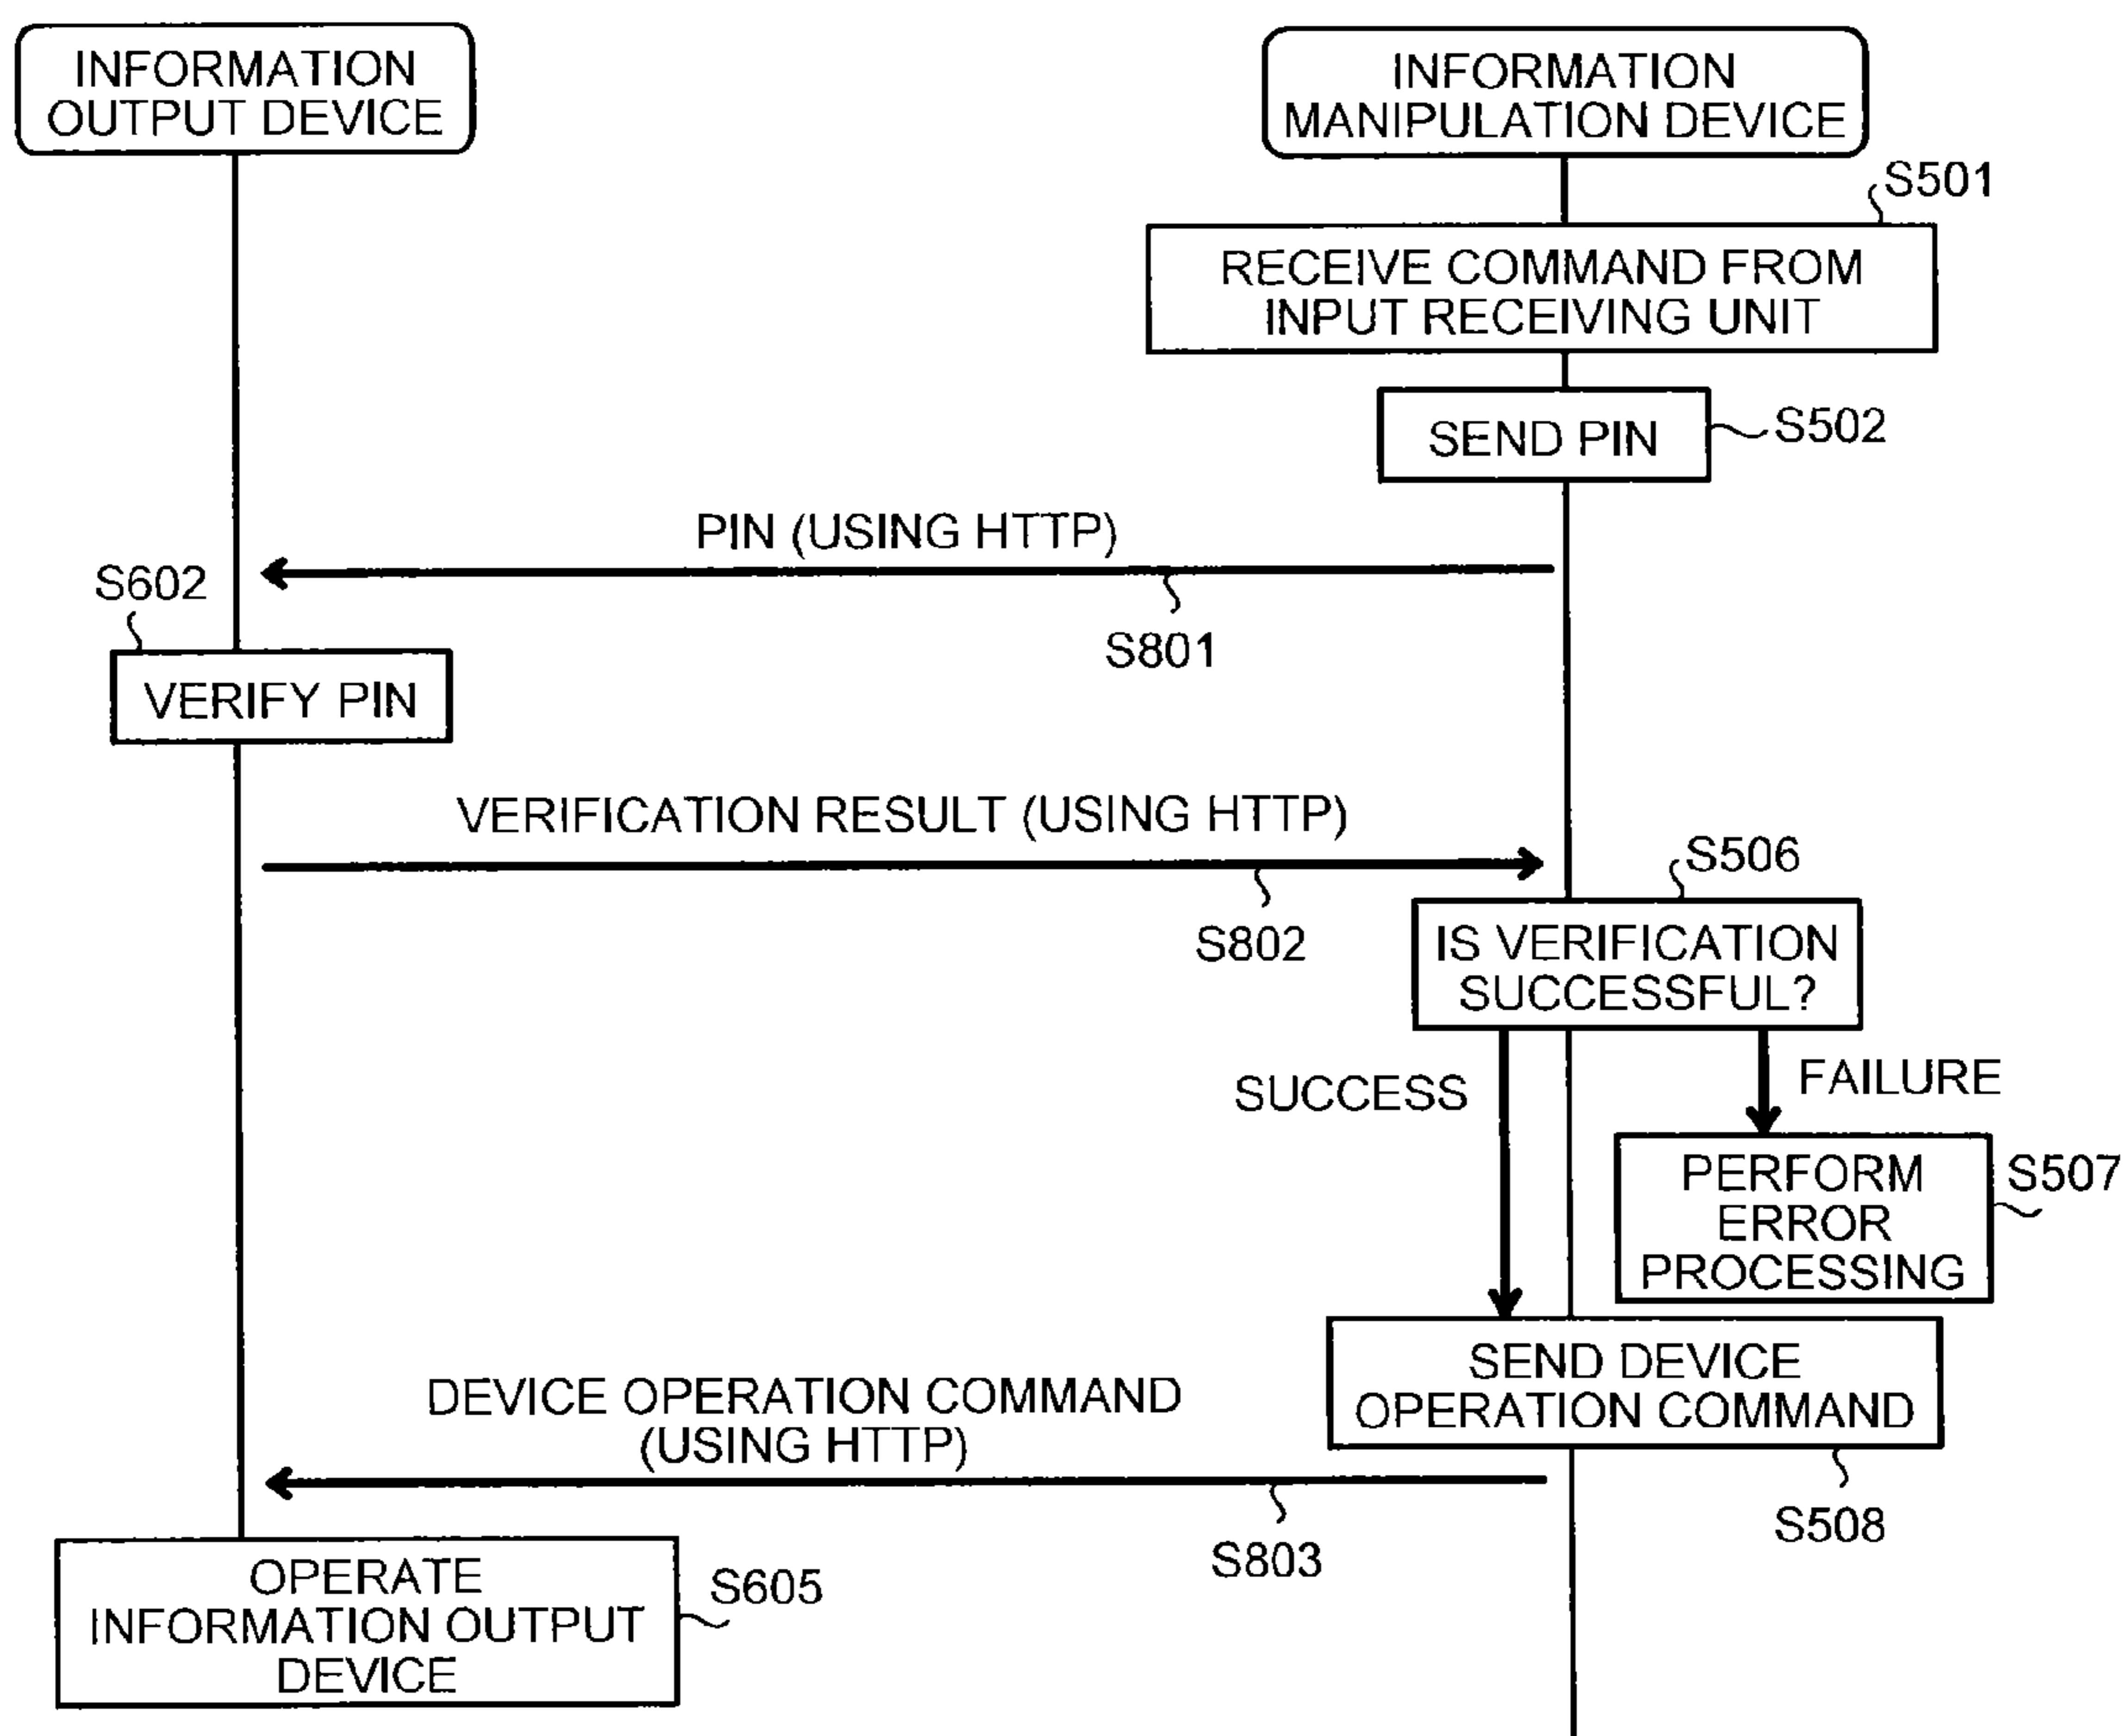 INFORMATION
OUTPUT DEVICE
INFORMATION
MANIPULATION DEVICE
S501
RECEIVE COMMAND FROM
INPUT RECEIVING UNIT
SEND PIN
S502
PIN (USING HTTP)
S801
S602
VERIFY PIN
VERIFICATION RESULT (USING HTTP)
S802
S506
IS VERIFICATION
SUCCESSFUL?
SUCCESS
FAILURE
PERFORM
ERROR
PROCESSING
S507
SEND DEVICE
OPERATION COMMAND
S508
DEVICE OPERATION COMMAND
(USING HTTP)
S803
OPERATE
INFORMATION OUTPUT
DEVICE
S605